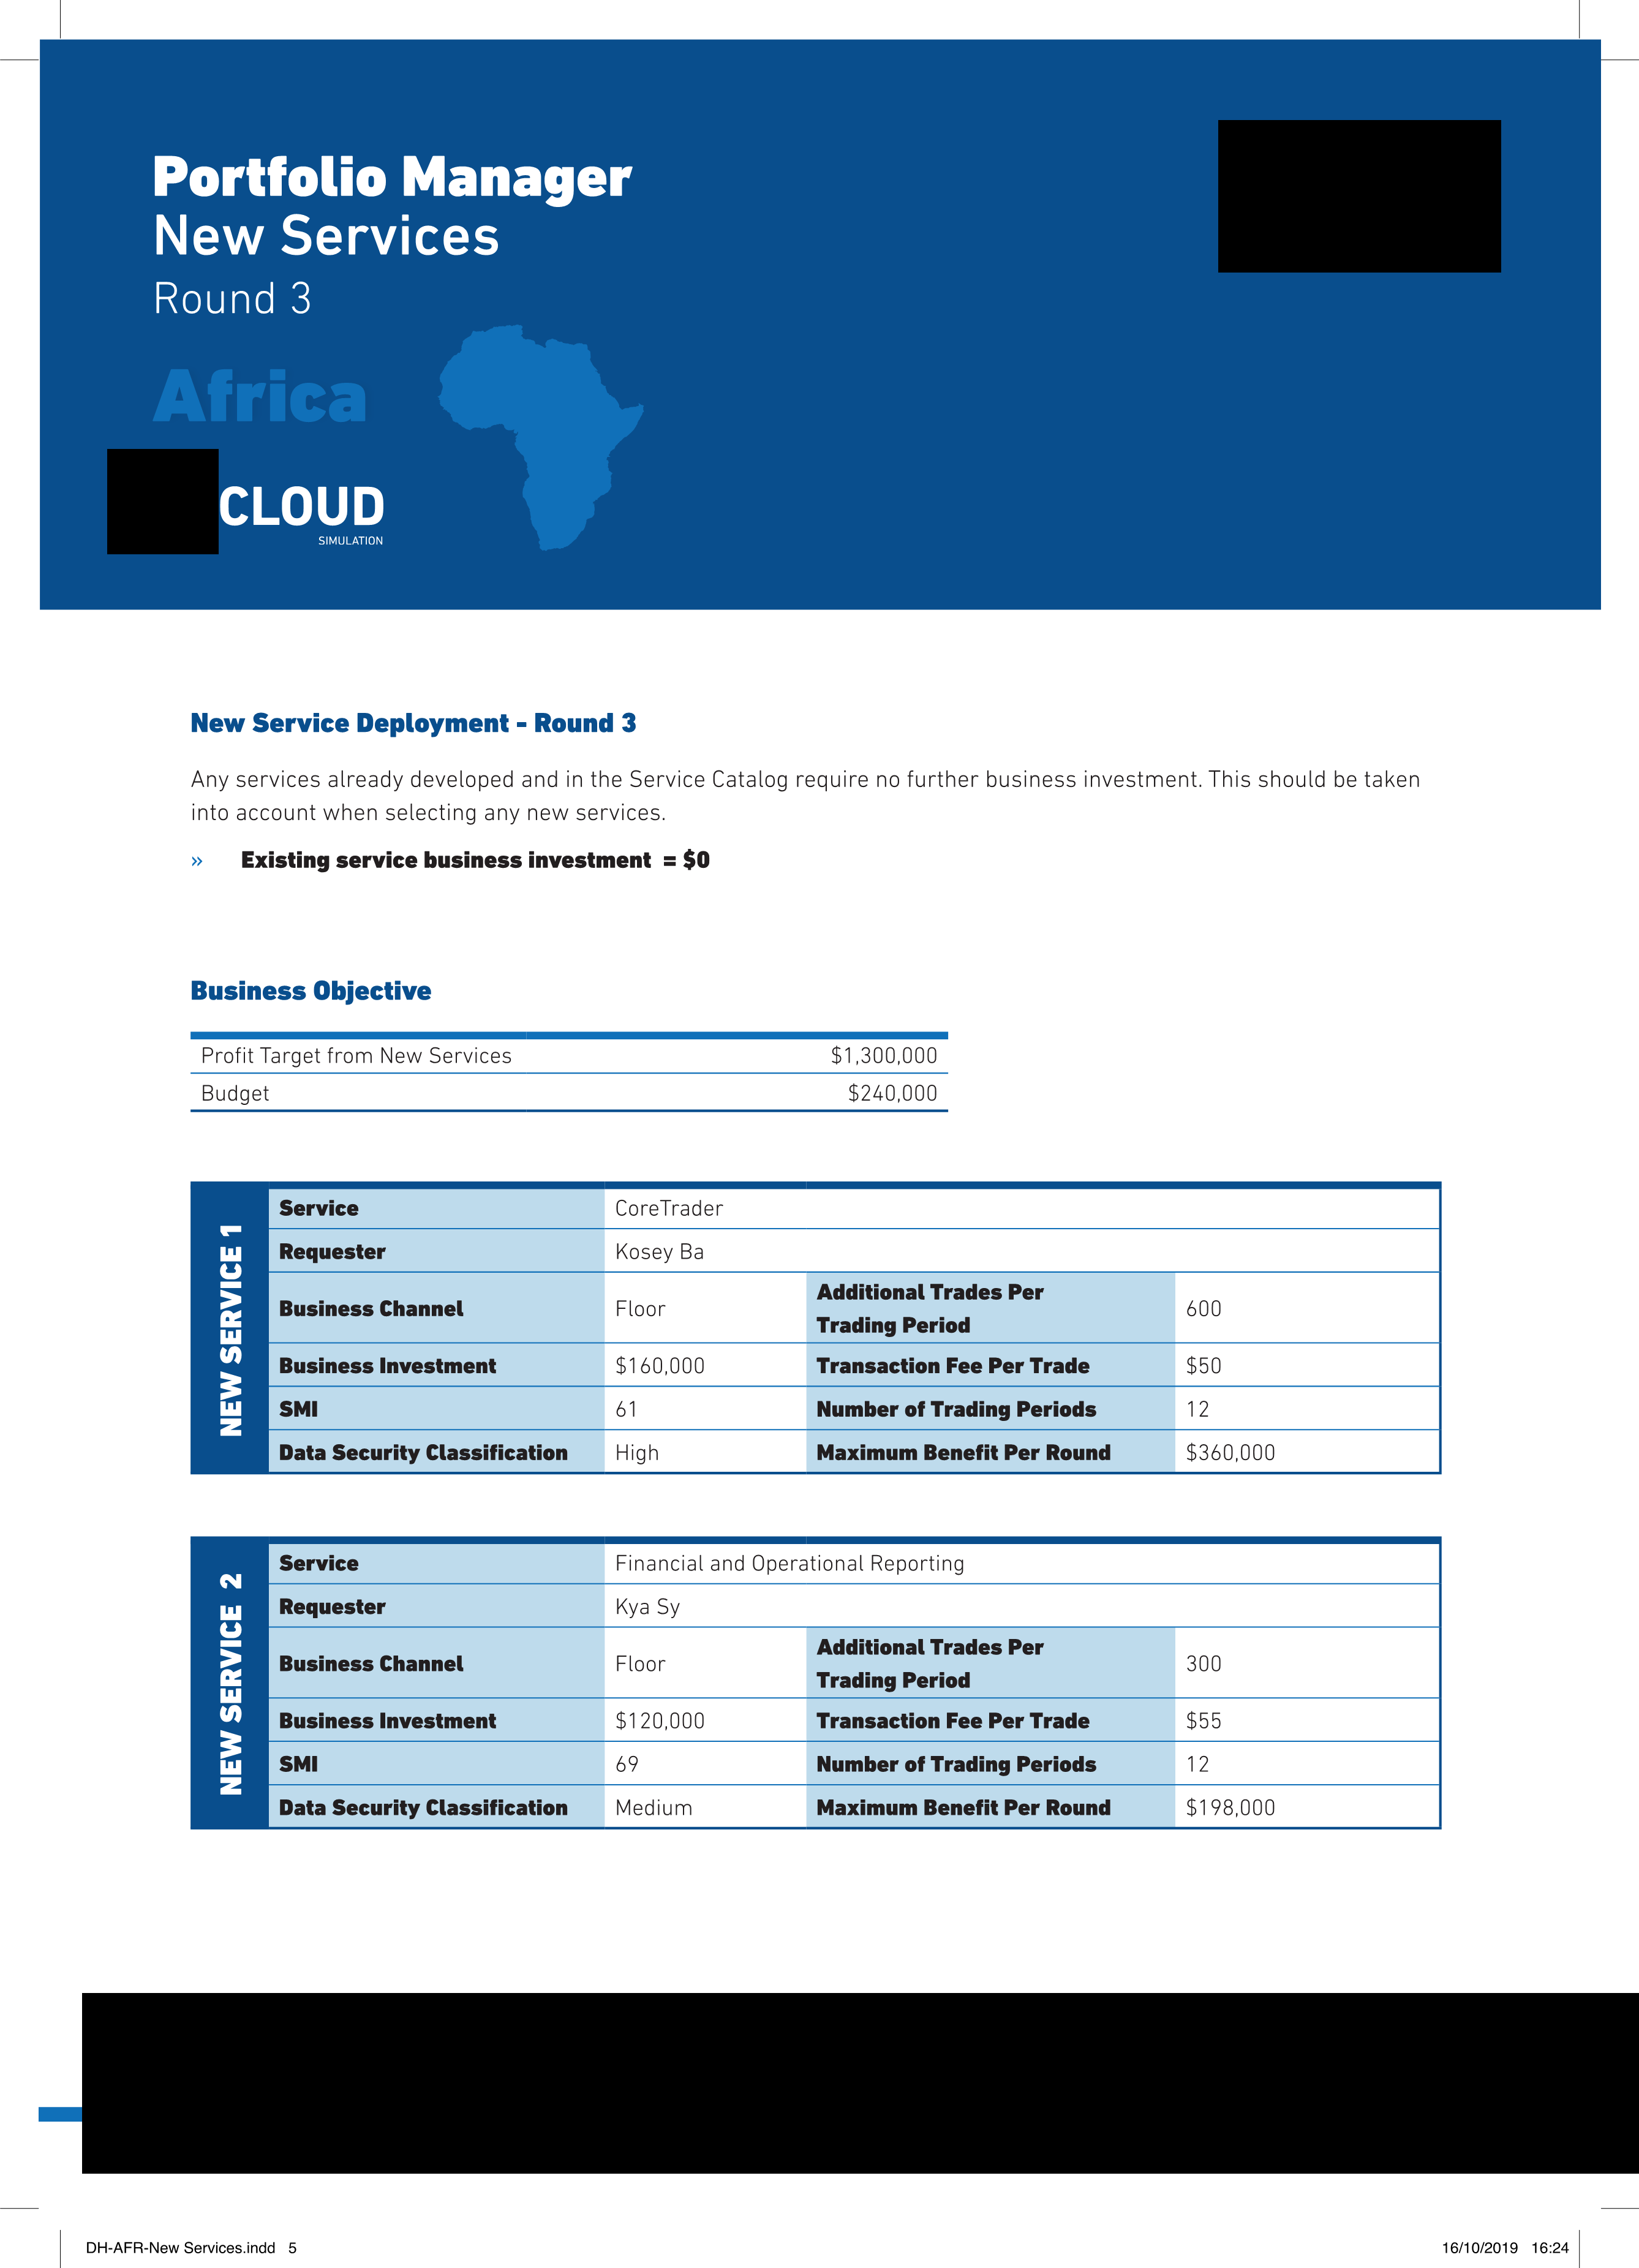 Portfolio Manager
New Services
Round 3
Africa
CLOUD
SIMULATION
New Service Deployment - Round 3
Any services already developed and in the Service Catalog require no further business investment. This should be taken
into account when selecting any new services.
» Existing service business investment = $0
Business Objective
Profit Target from New Services $1,300,000
Budget $240,000
NEW SERVICE 1
Service CoreTrader
Requester Kosey Ba
Business Channel Floor Additional Trades Per
Trading Period 600
Business Investment $160,000 Transaction Fee Per Trade $50
SMI 61 Number of Trading Periods 12
Data Security Classification High Maximum Benefit Per Round $360,000
NEW SERVICE 2
Service Financial and Operational Reporting
Requester Kya Sy
Business Channel Floor Additional Trades Per
Trading Period 300
Business Investment $120,000 Transaction Fee Per Trade $55
SMI 69 Number of Trading Periods 12
Data Security Classification Medium Maximum Benefit Per Round $198,000
DH-AFR-New Services.indd 5 16/10/2019 16:24